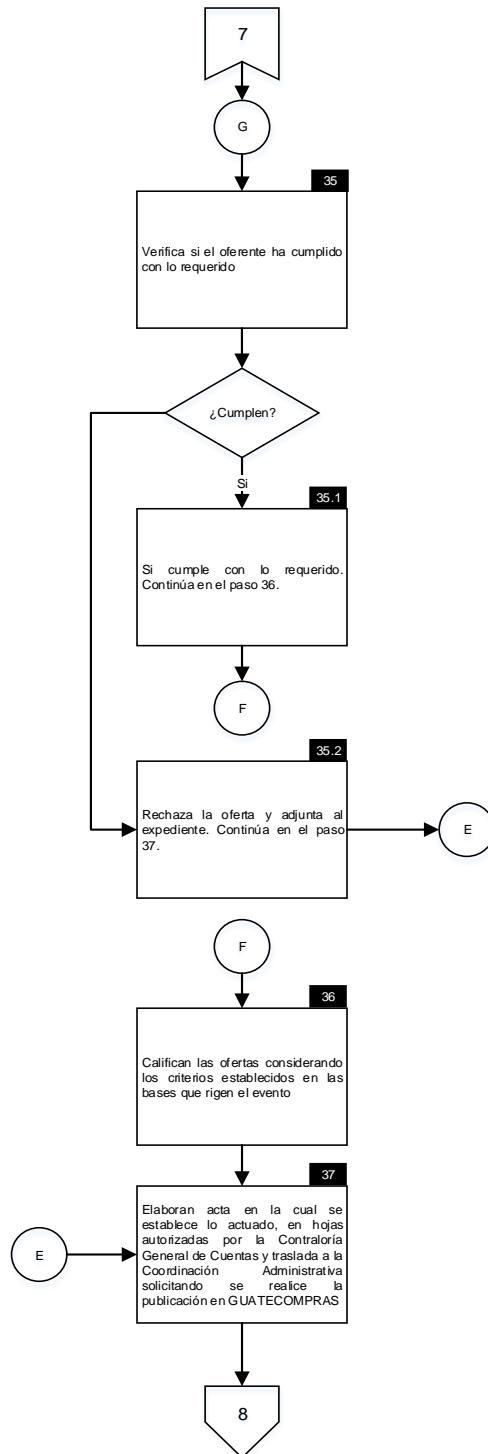 7
G
35
Verifica si el oferente ha cumplido
con lo requerido
¿Cumplen?
Si
35.1
Si cumple con lo requerido.
Continúa en el paso 36.
F
35.2
Rechaza la oferta y adjunta al
expediente. Continúa en el paso
37.
E
F
36
Califican las ofertas considerando
los criterios establecidos en las
bases que rigen el evento
37
Elaboran acta en la cual se
establece lo actuado, en hojas
autorizadas por la Contraloría
General de Cuentas y traslada a la
Coordinación Administrativa
solicitando se realice la
publicación en GUATECOMPRAS
E
8